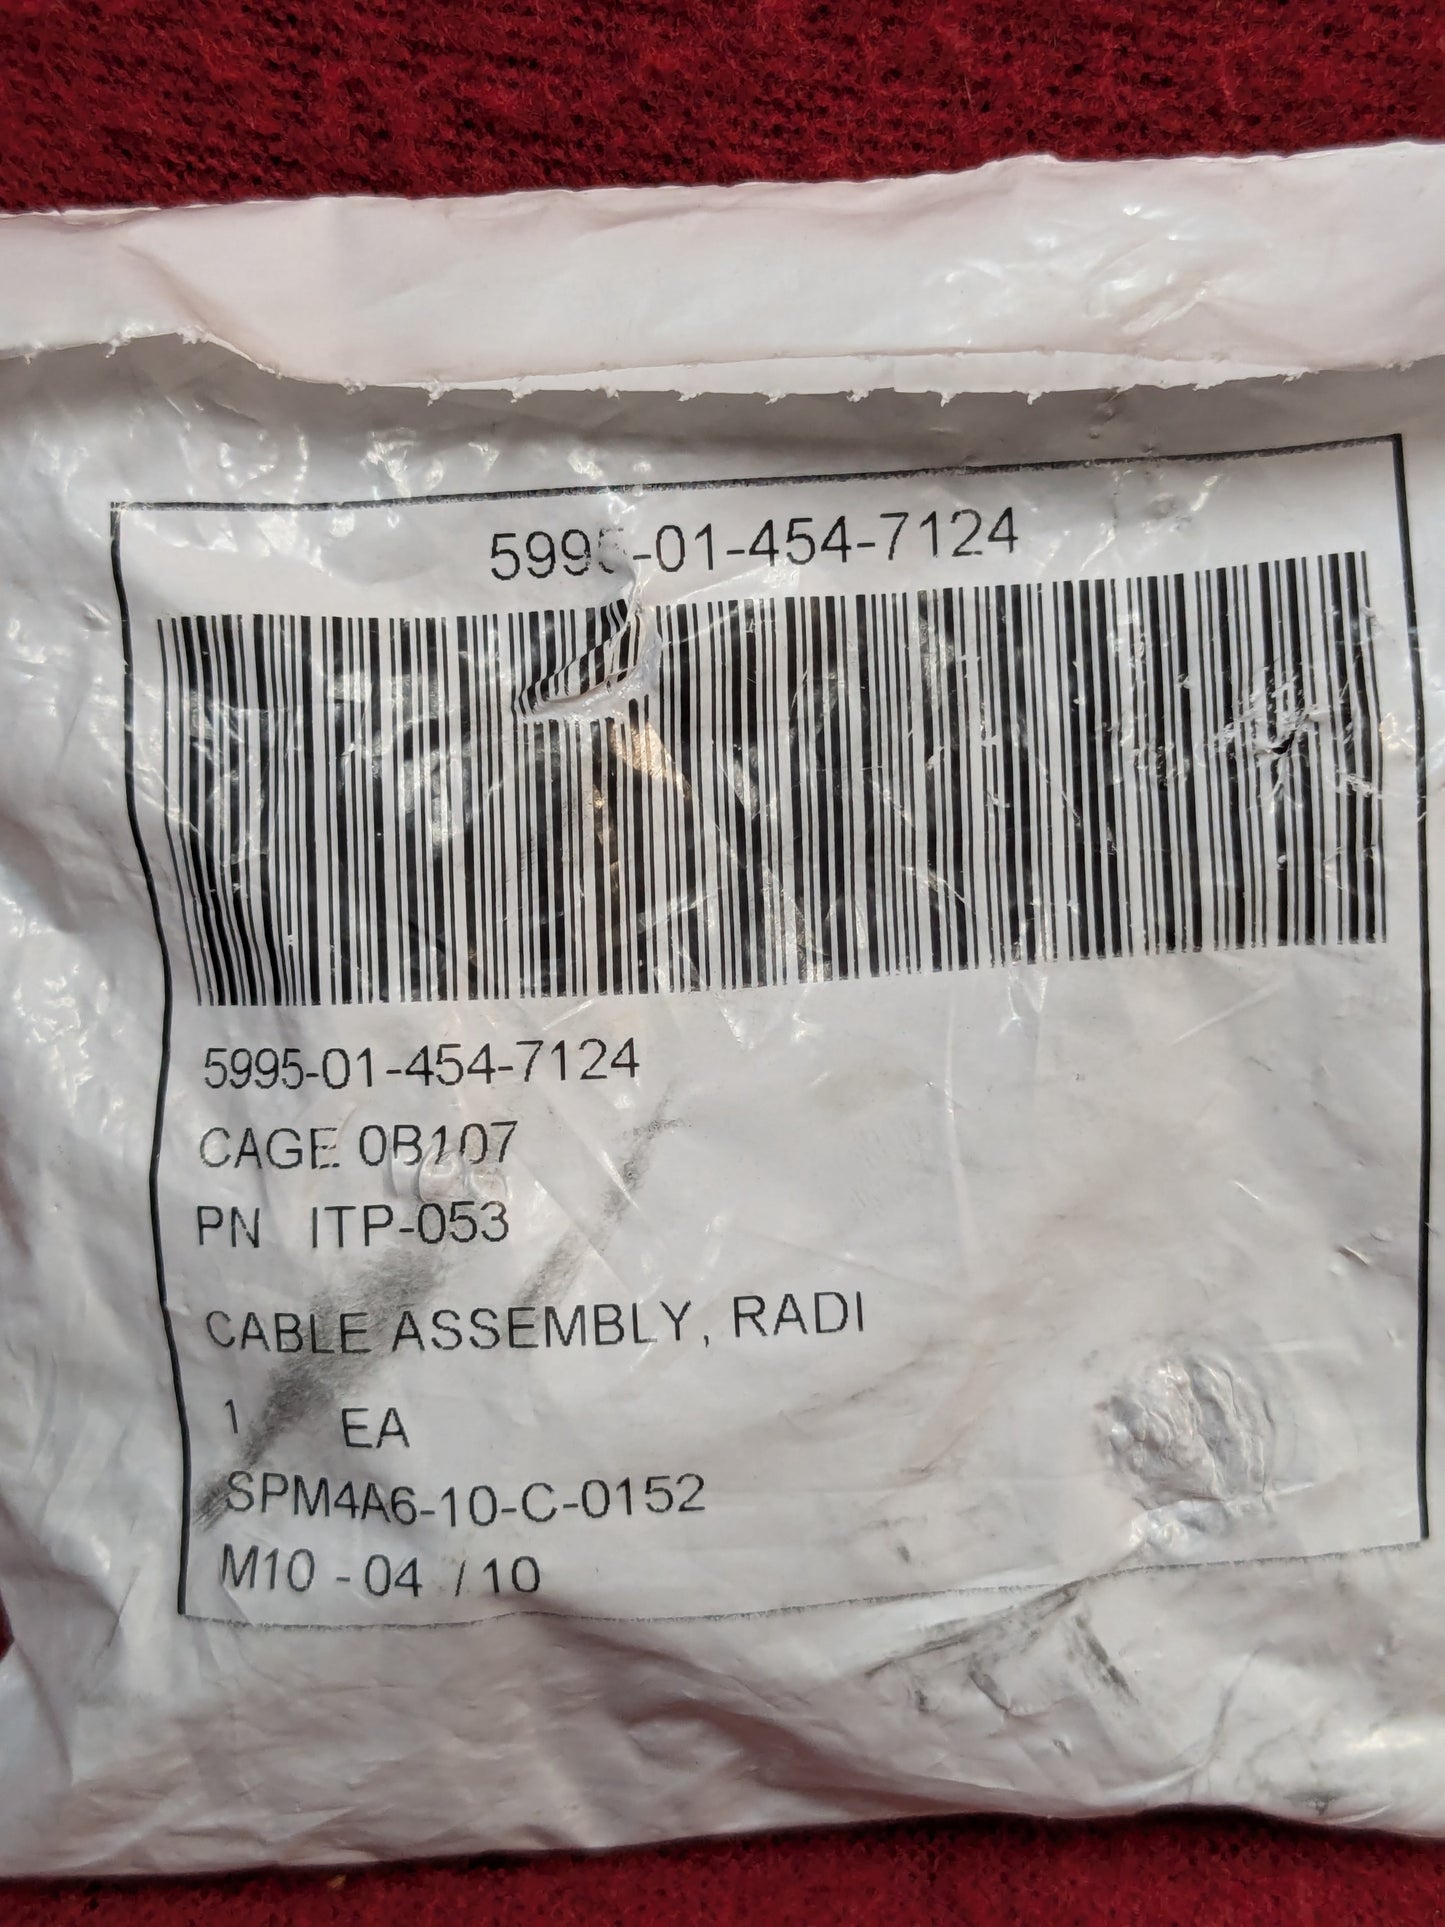 5995-01-454-7124
5995-01-454-7124
CAGE 0B107
PN ITP-053
CABLE ASSEMBLY, RADI
1 EA
SPM4A6-10-C-0152
M10 - 04 / 10